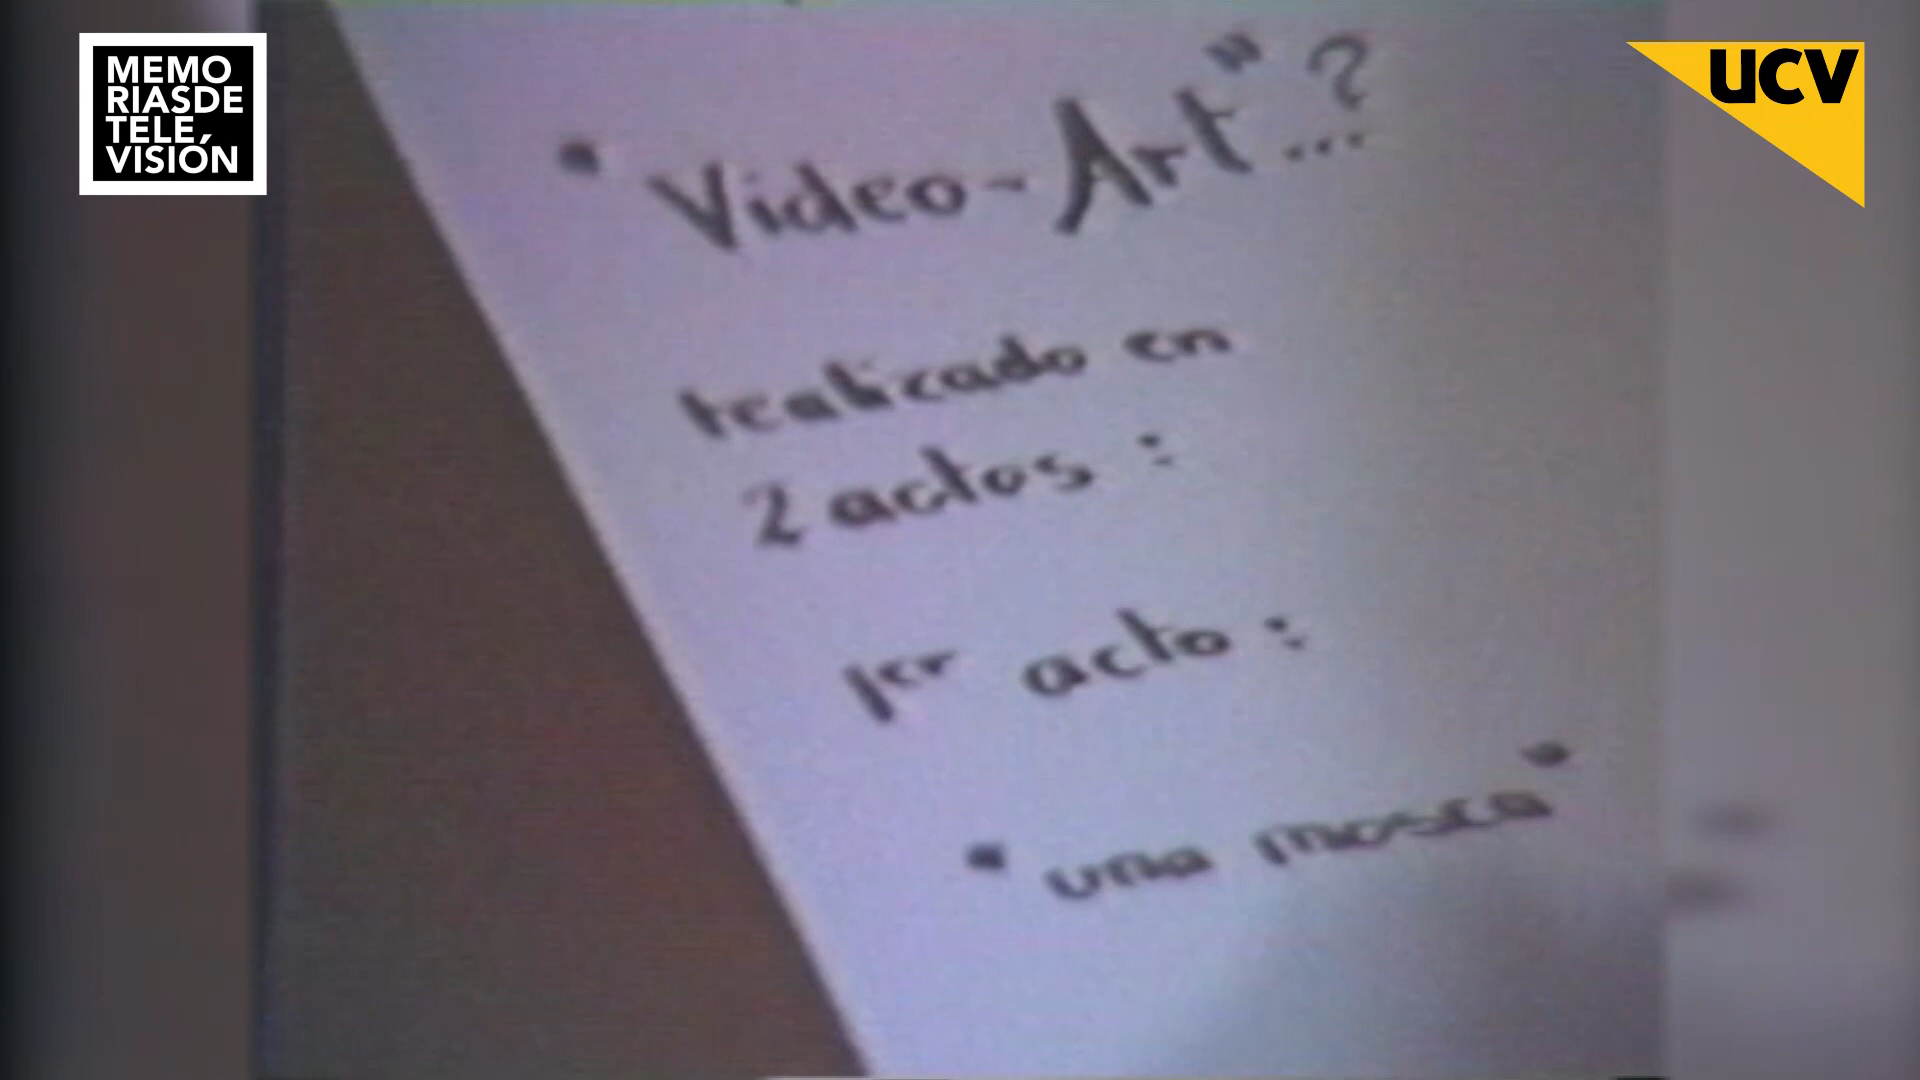 MEMO
RIASDE
TELE
VISIÓN
UCV
"Video-Art"...?
realizado en
2 actos :
1er acto :
"una mosca"